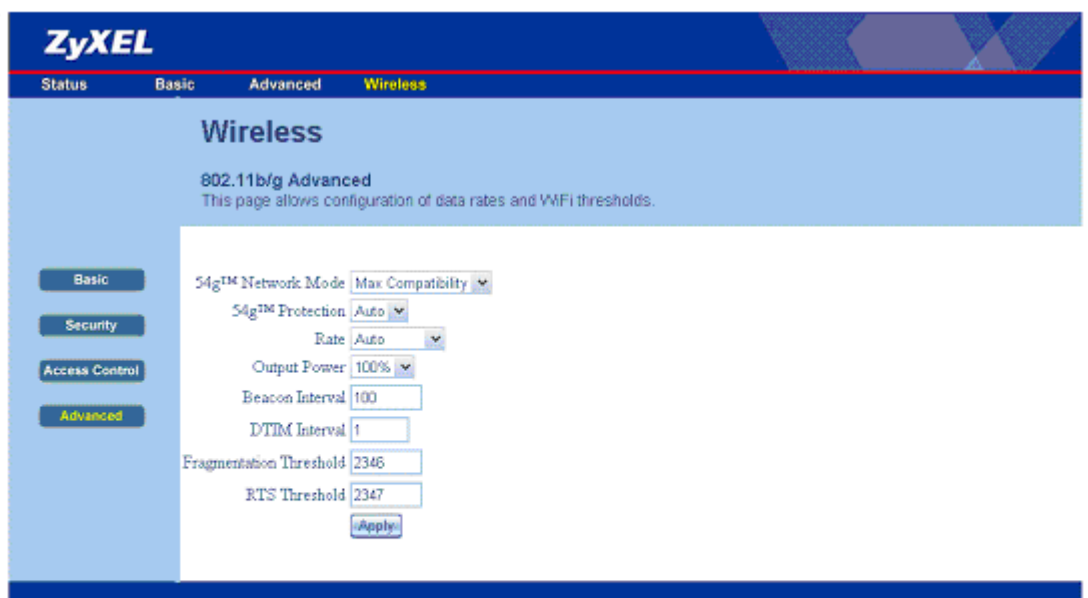 ZyXEL
Status Basic Advanced Wireless
Wireless
802.11b/g Advanced
This page allows configuration of data rates and WiFi thresholds.
Basic
Security
Access Control
Advanced
54g™ Network Mode Max Compatibility
54g™ Protection Auto
Rate Auto
Output Power 100%
Beacon Interval 100
DTIM Interval 1
Fragmentation Threshold 2346
RTS Threshold 2347
Apply